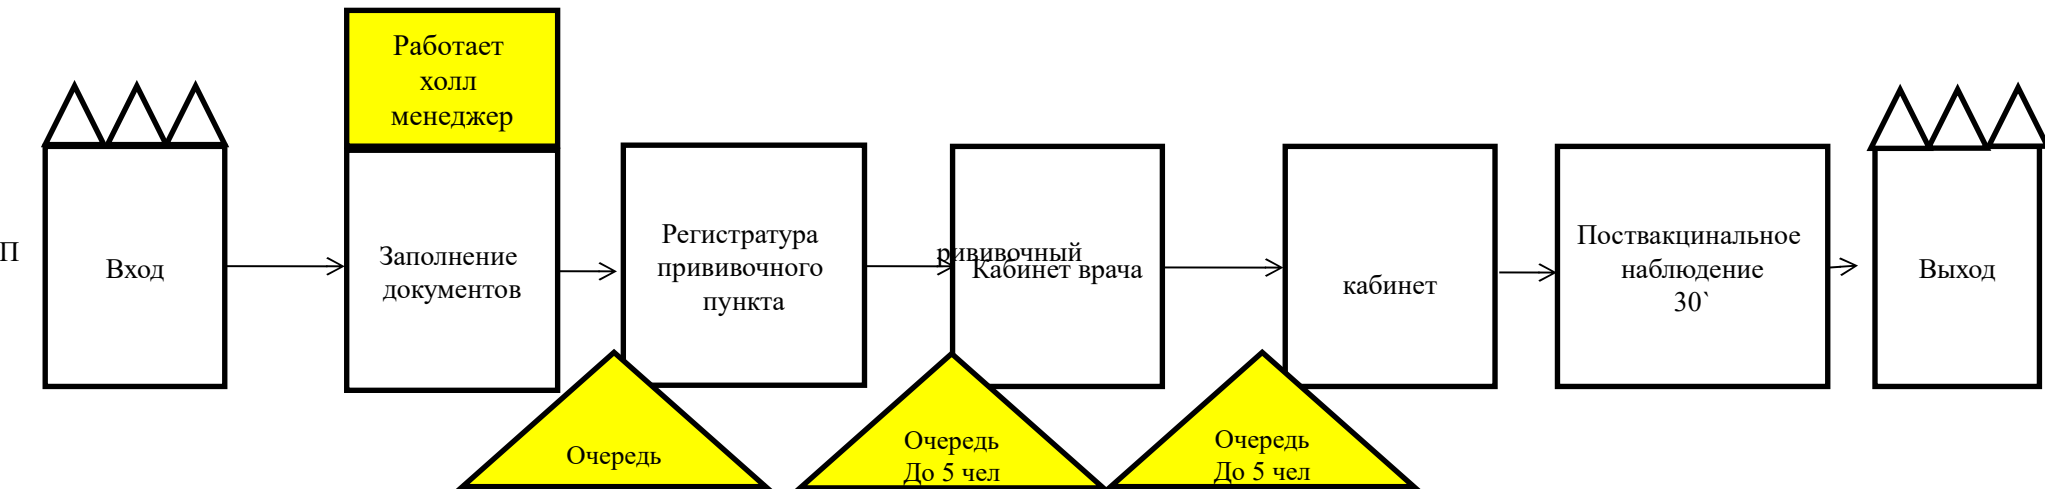 Работает
холл
менеджер
П
Вход
Заполнение
документов
Регистратура
прививочного
пункта
рививочный
Кабинет врача
кабинет
Поствакцинальное
наблюдение
30`
Выход
Очередь
Очередь
До 5 чел
Очередь
До 5 чел